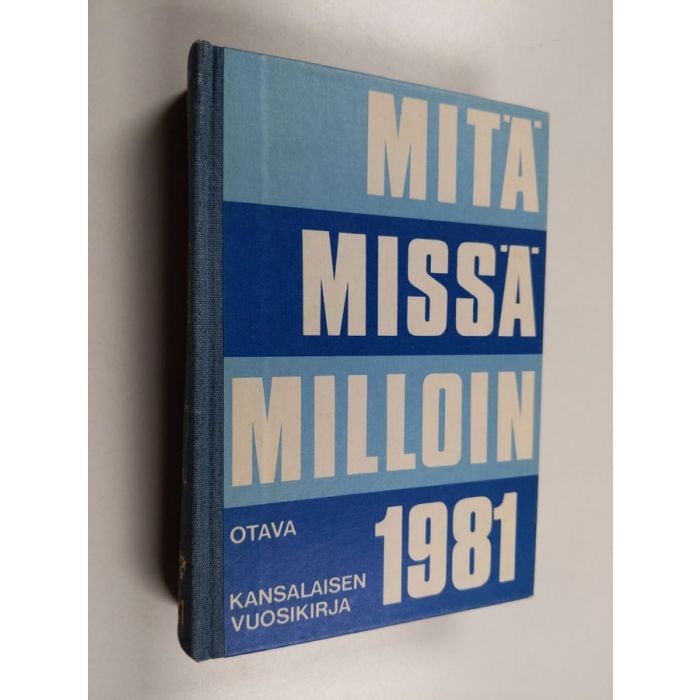 MITÄ
MISSÄ
MILLOIN
1981
OTAVA
KANSALAISEN
VUOSIKIRJA